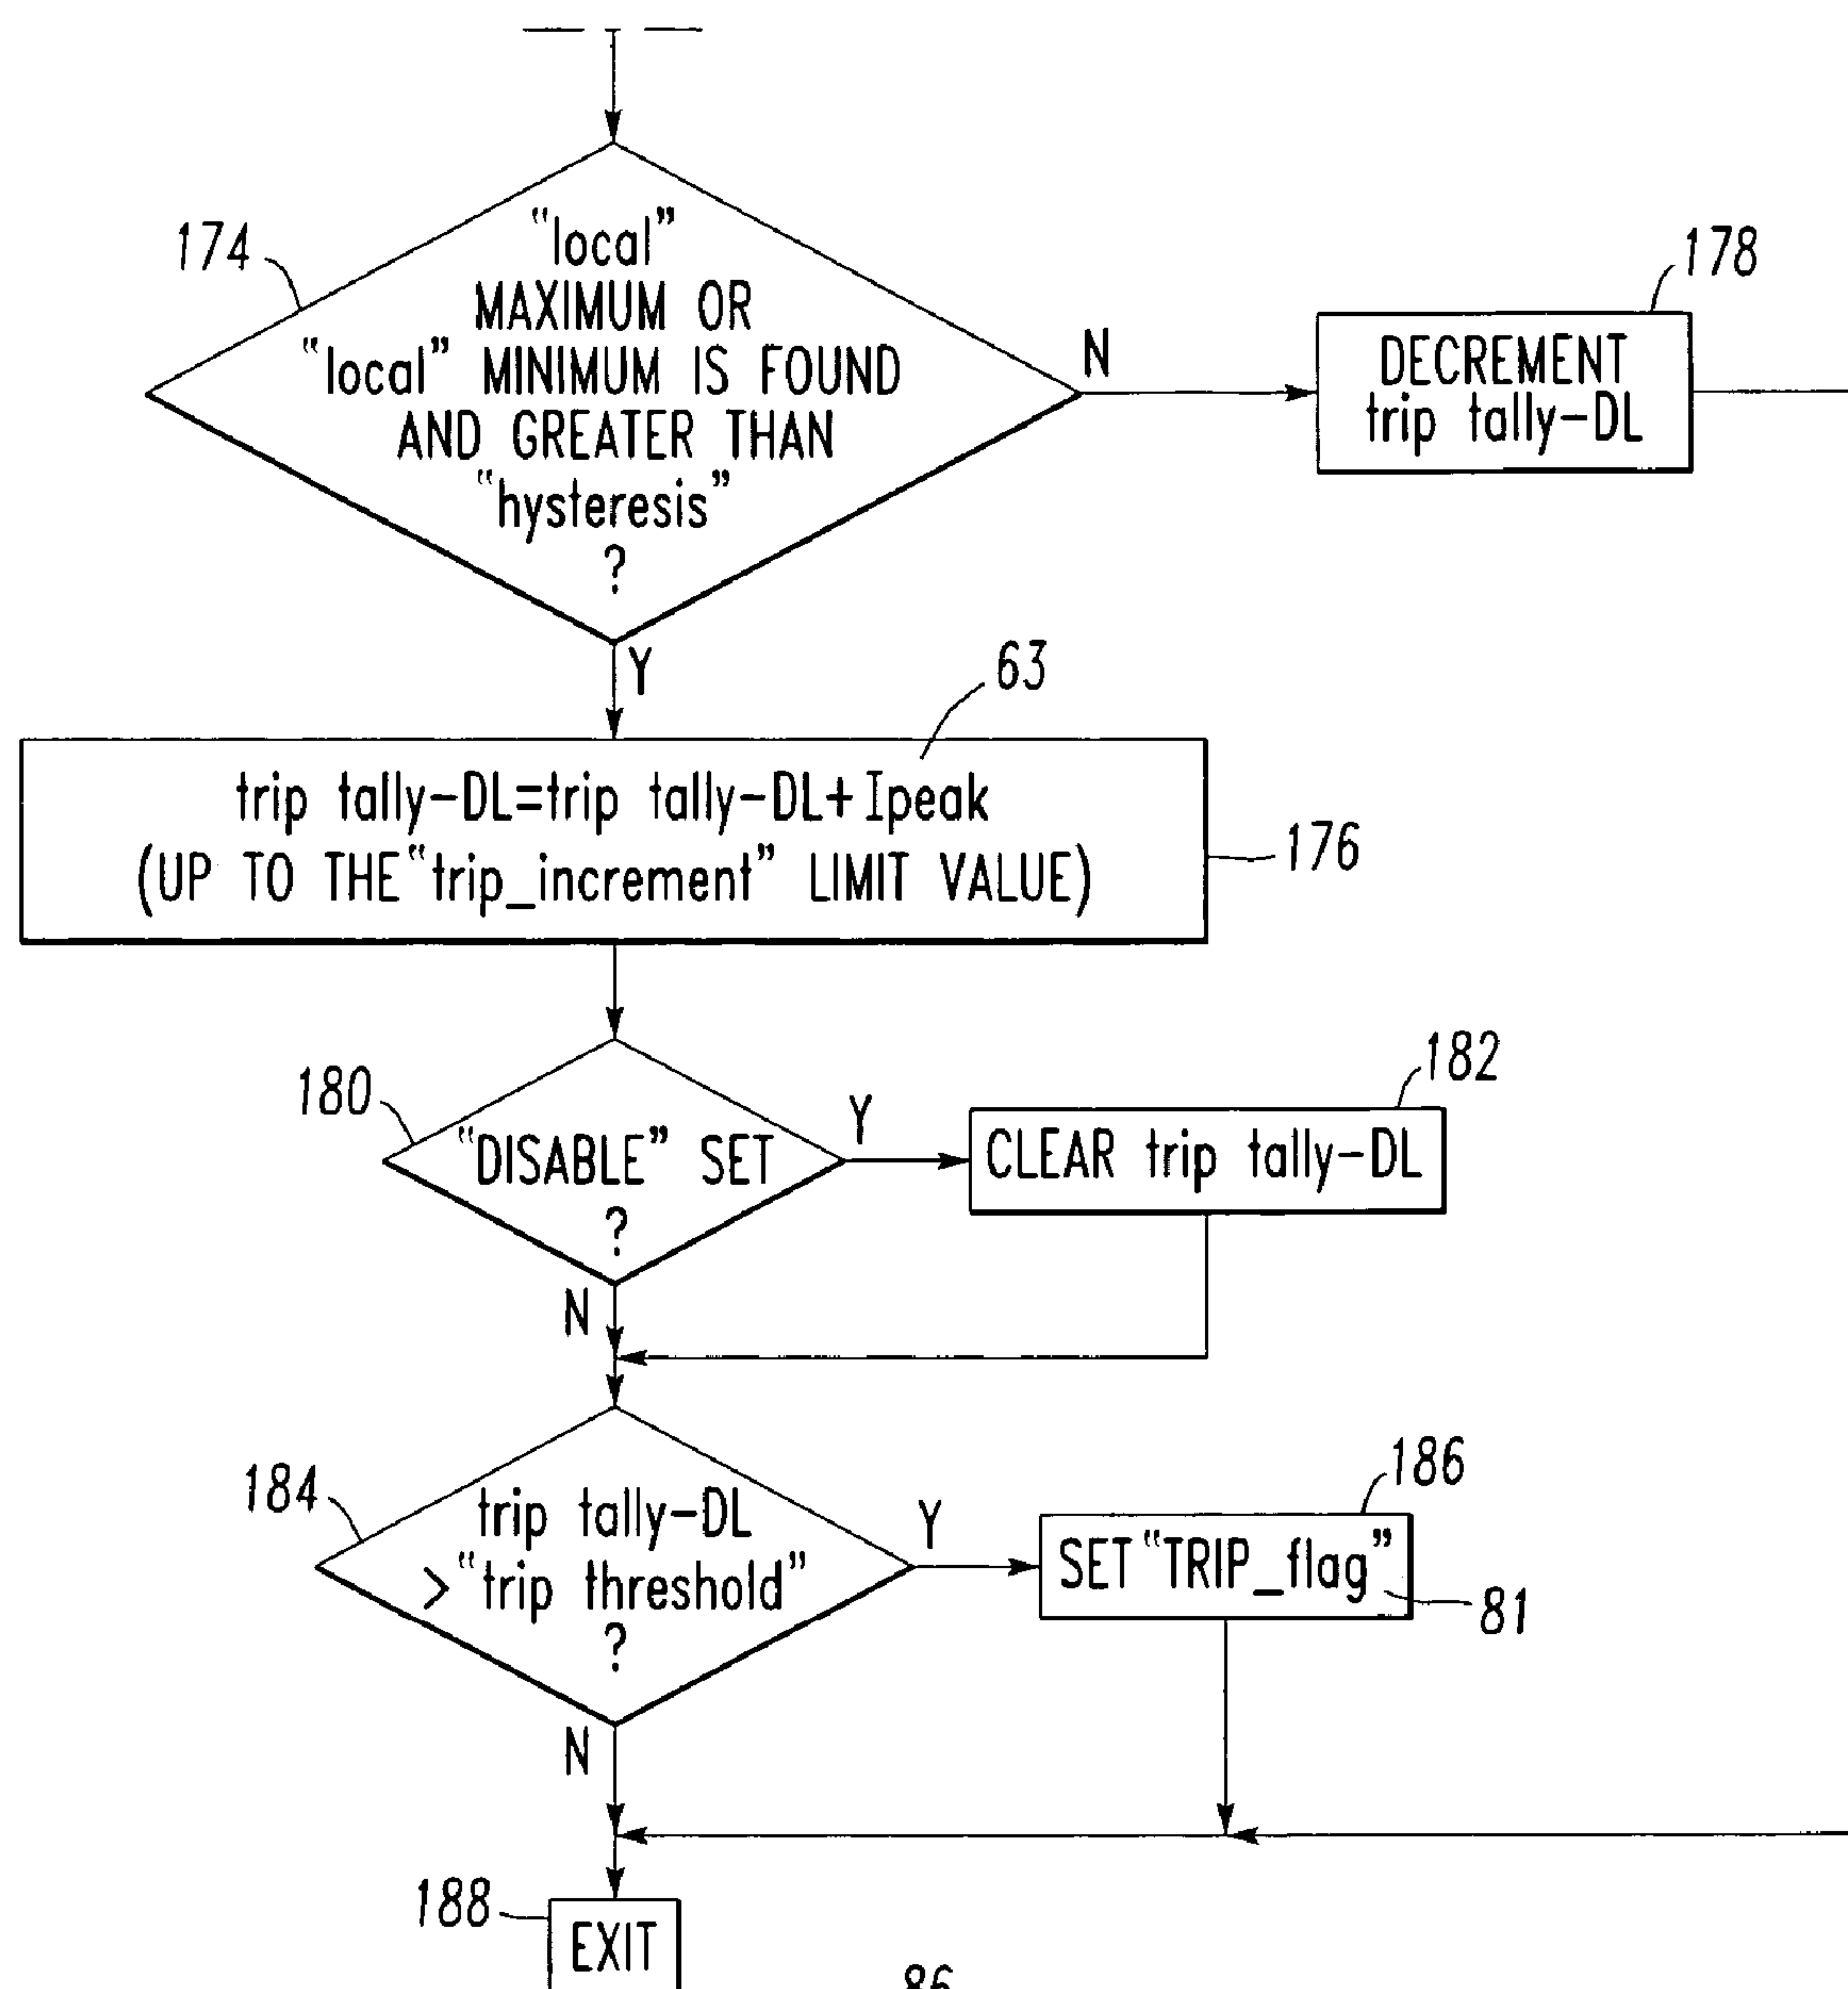 174
"local"
MAXIMUM OR
"local" MINIMUM IS FOUND
AND GREATER THAN
"hysteresis"
?
N
178
DECREMENT
trip tally-DL
Y
63
trip tally-DL=trip tally-DL+Ipeak
(UP TO THE "trip_increment" LIMIT VALUE)
176
180
"DISABLE" SET
?
Y
182
CLEAR trip tally-DL
N
184
trip tally-DL
> "trip threshold"
?
Y
186
SET "TRIP_flag"
81
N
188
EXIT
86